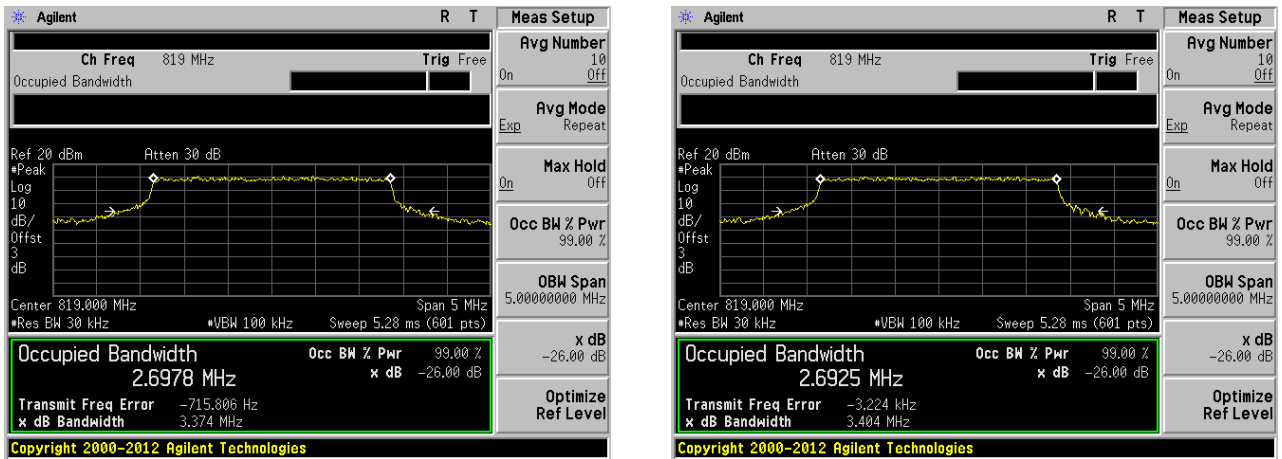 Agilent R T Meas Setup
Ch Freq 819 MHz Trig Free
Occupied Bandwidth
Avg Number
10
On Off
Avg Mode
Exp Repeat
Max Hold
On Off
Occ BW % Pwr
99.00 %
OBW Span
5.00000000 MHz
x dB
-26.00 dB
Optimize
Ref Level
Ref 20 dBm Atten 30 dB
#Peak
Log
10
dB/
Offst
3
dB
Center 819.000 MHz Span 5 MHz
#Res BW 30 kHz #VBW 100 kHz Sweep 5.28 ms (601 pts)
Occupied Bandwidth Occ BW % Pwr 99.00 %
2.6978 MHz x dB -26.00 dB
Transmit Freq Error -715.806 Hz
x dB Bandwidth 3.374 MHz
Copyright 2000-2012 Agilent Technologies
Agilent R T Meas Setup
Ch Freq 819 MHz Trig Free
Occupied Bandwidth
Avg Number
10
On Off
Avg Mode
Exp Repeat
Max Hold
On Off
Occ BW % Pwr
99.00 %
OBW Span
5.00000000 MHz
x dB
-26.00 dB
Optimize
Ref Level
Ref 20 dBm Atten 30 dB
#Peak
Log
10
dB/
Offst
3
dB
Center 819.000 MHz Span 5 MHz
#Res BW 30 kHz #VBW 100 kHz Sweep 5.28 ms (601 pts)
Occupied Bandwidth Occ BW % Pwr 99.00 %
2.6925 MHz x dB -26.00 dB
Transmit Freq Error -3.224 kHz
x dB Bandwidth 3.404 MHz
Copyright 2000-2012 Agilent Technologies